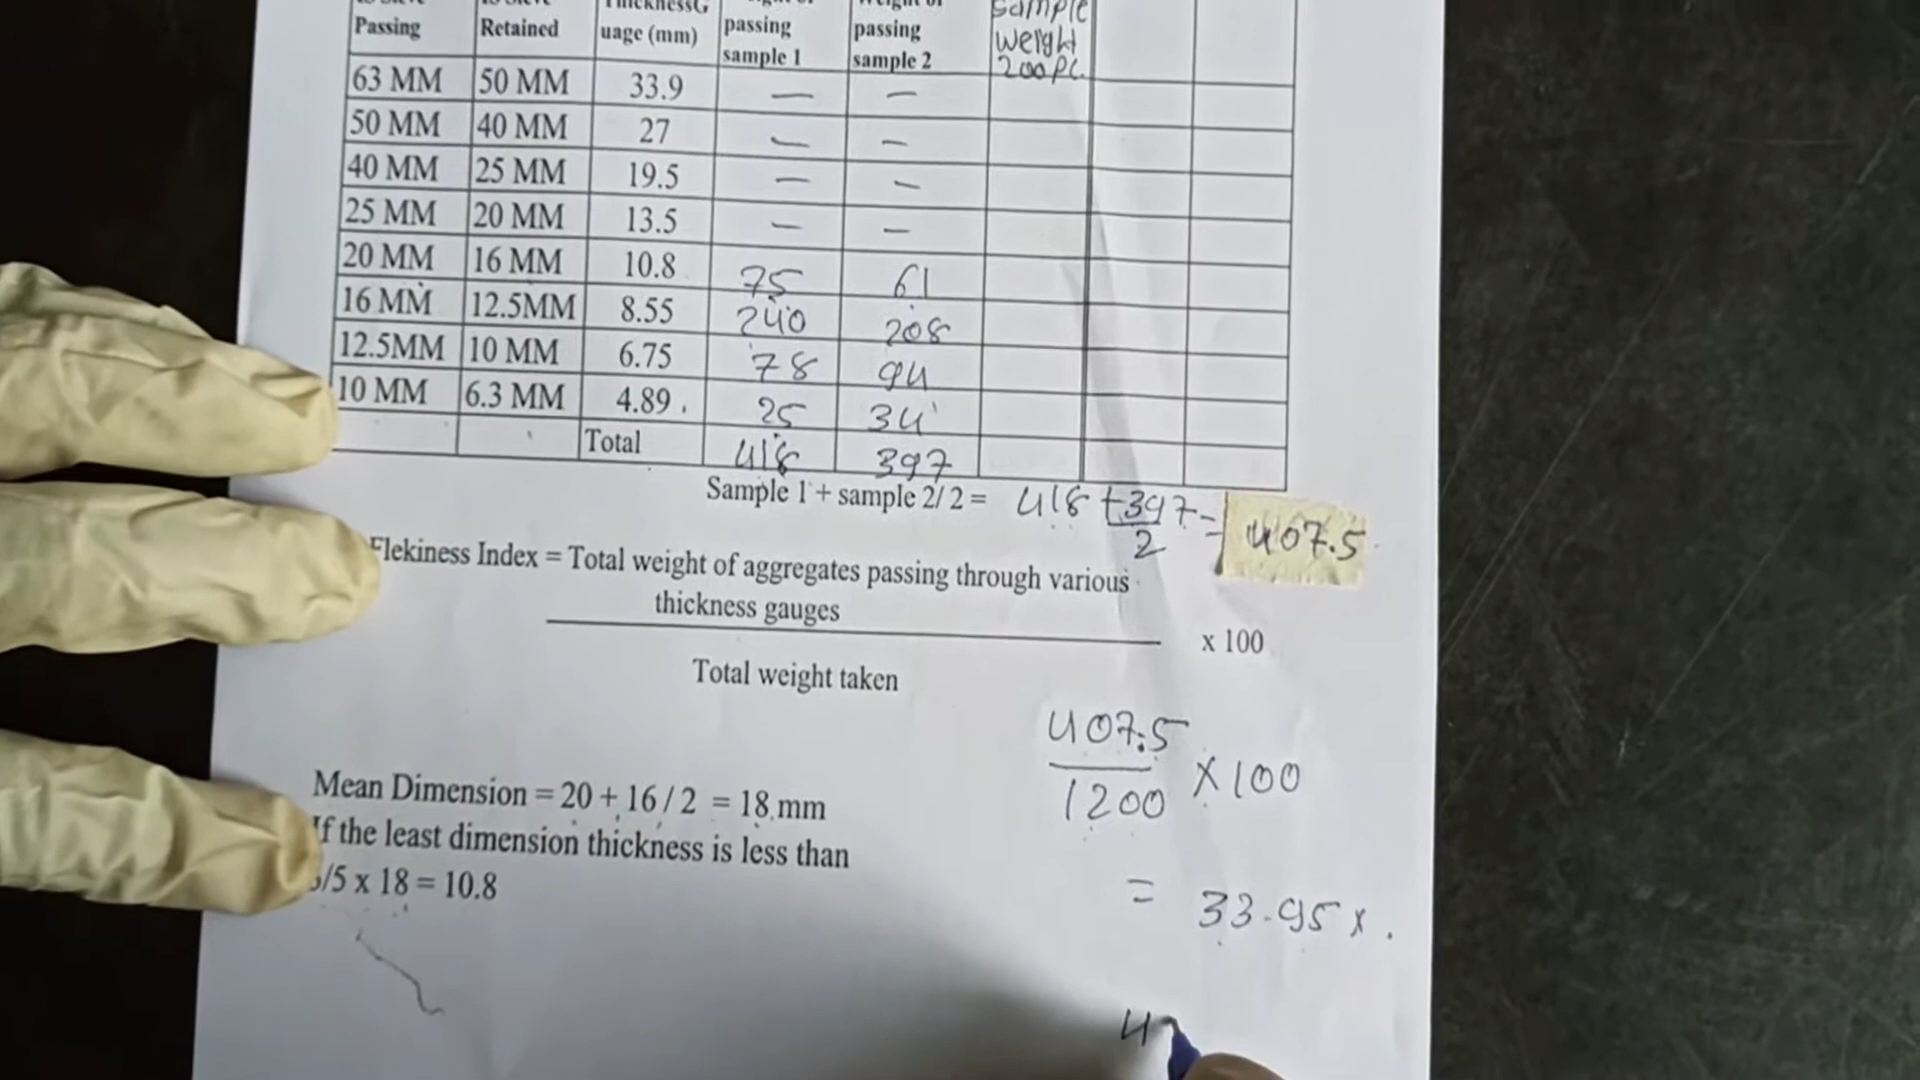 Passing Retained uage (mm) passing sample 1 passing sample 2 sample weight 200 Pc
63 MM 50 MM 33.9 — —
50 MM 40 MM 27 — —
40 MM 25 MM 19.5 — —
25 MM 20 MM 13.5 — —
20 MM 16 MM 10.8 75 61
16 MM 12.5MM 8.55 240 208
12.5MM 10 MM 6.75 78 94
10 MM 6.3 MM 4.89 25 34
Total 418 397
Sample 1 + sample 2/ 2 = 418 + 397 = 407.5
2
Flekiness Index = Total weight of aggregates passing through various
thickness gauges
x 100
Total weight taken
407.5
1200 × 100
= 33.95 %.
Mean Dimension = 20 + 16 / 2 = 18 mm
If the least dimension thickness is less than
/5 x 18 = 10.8
4